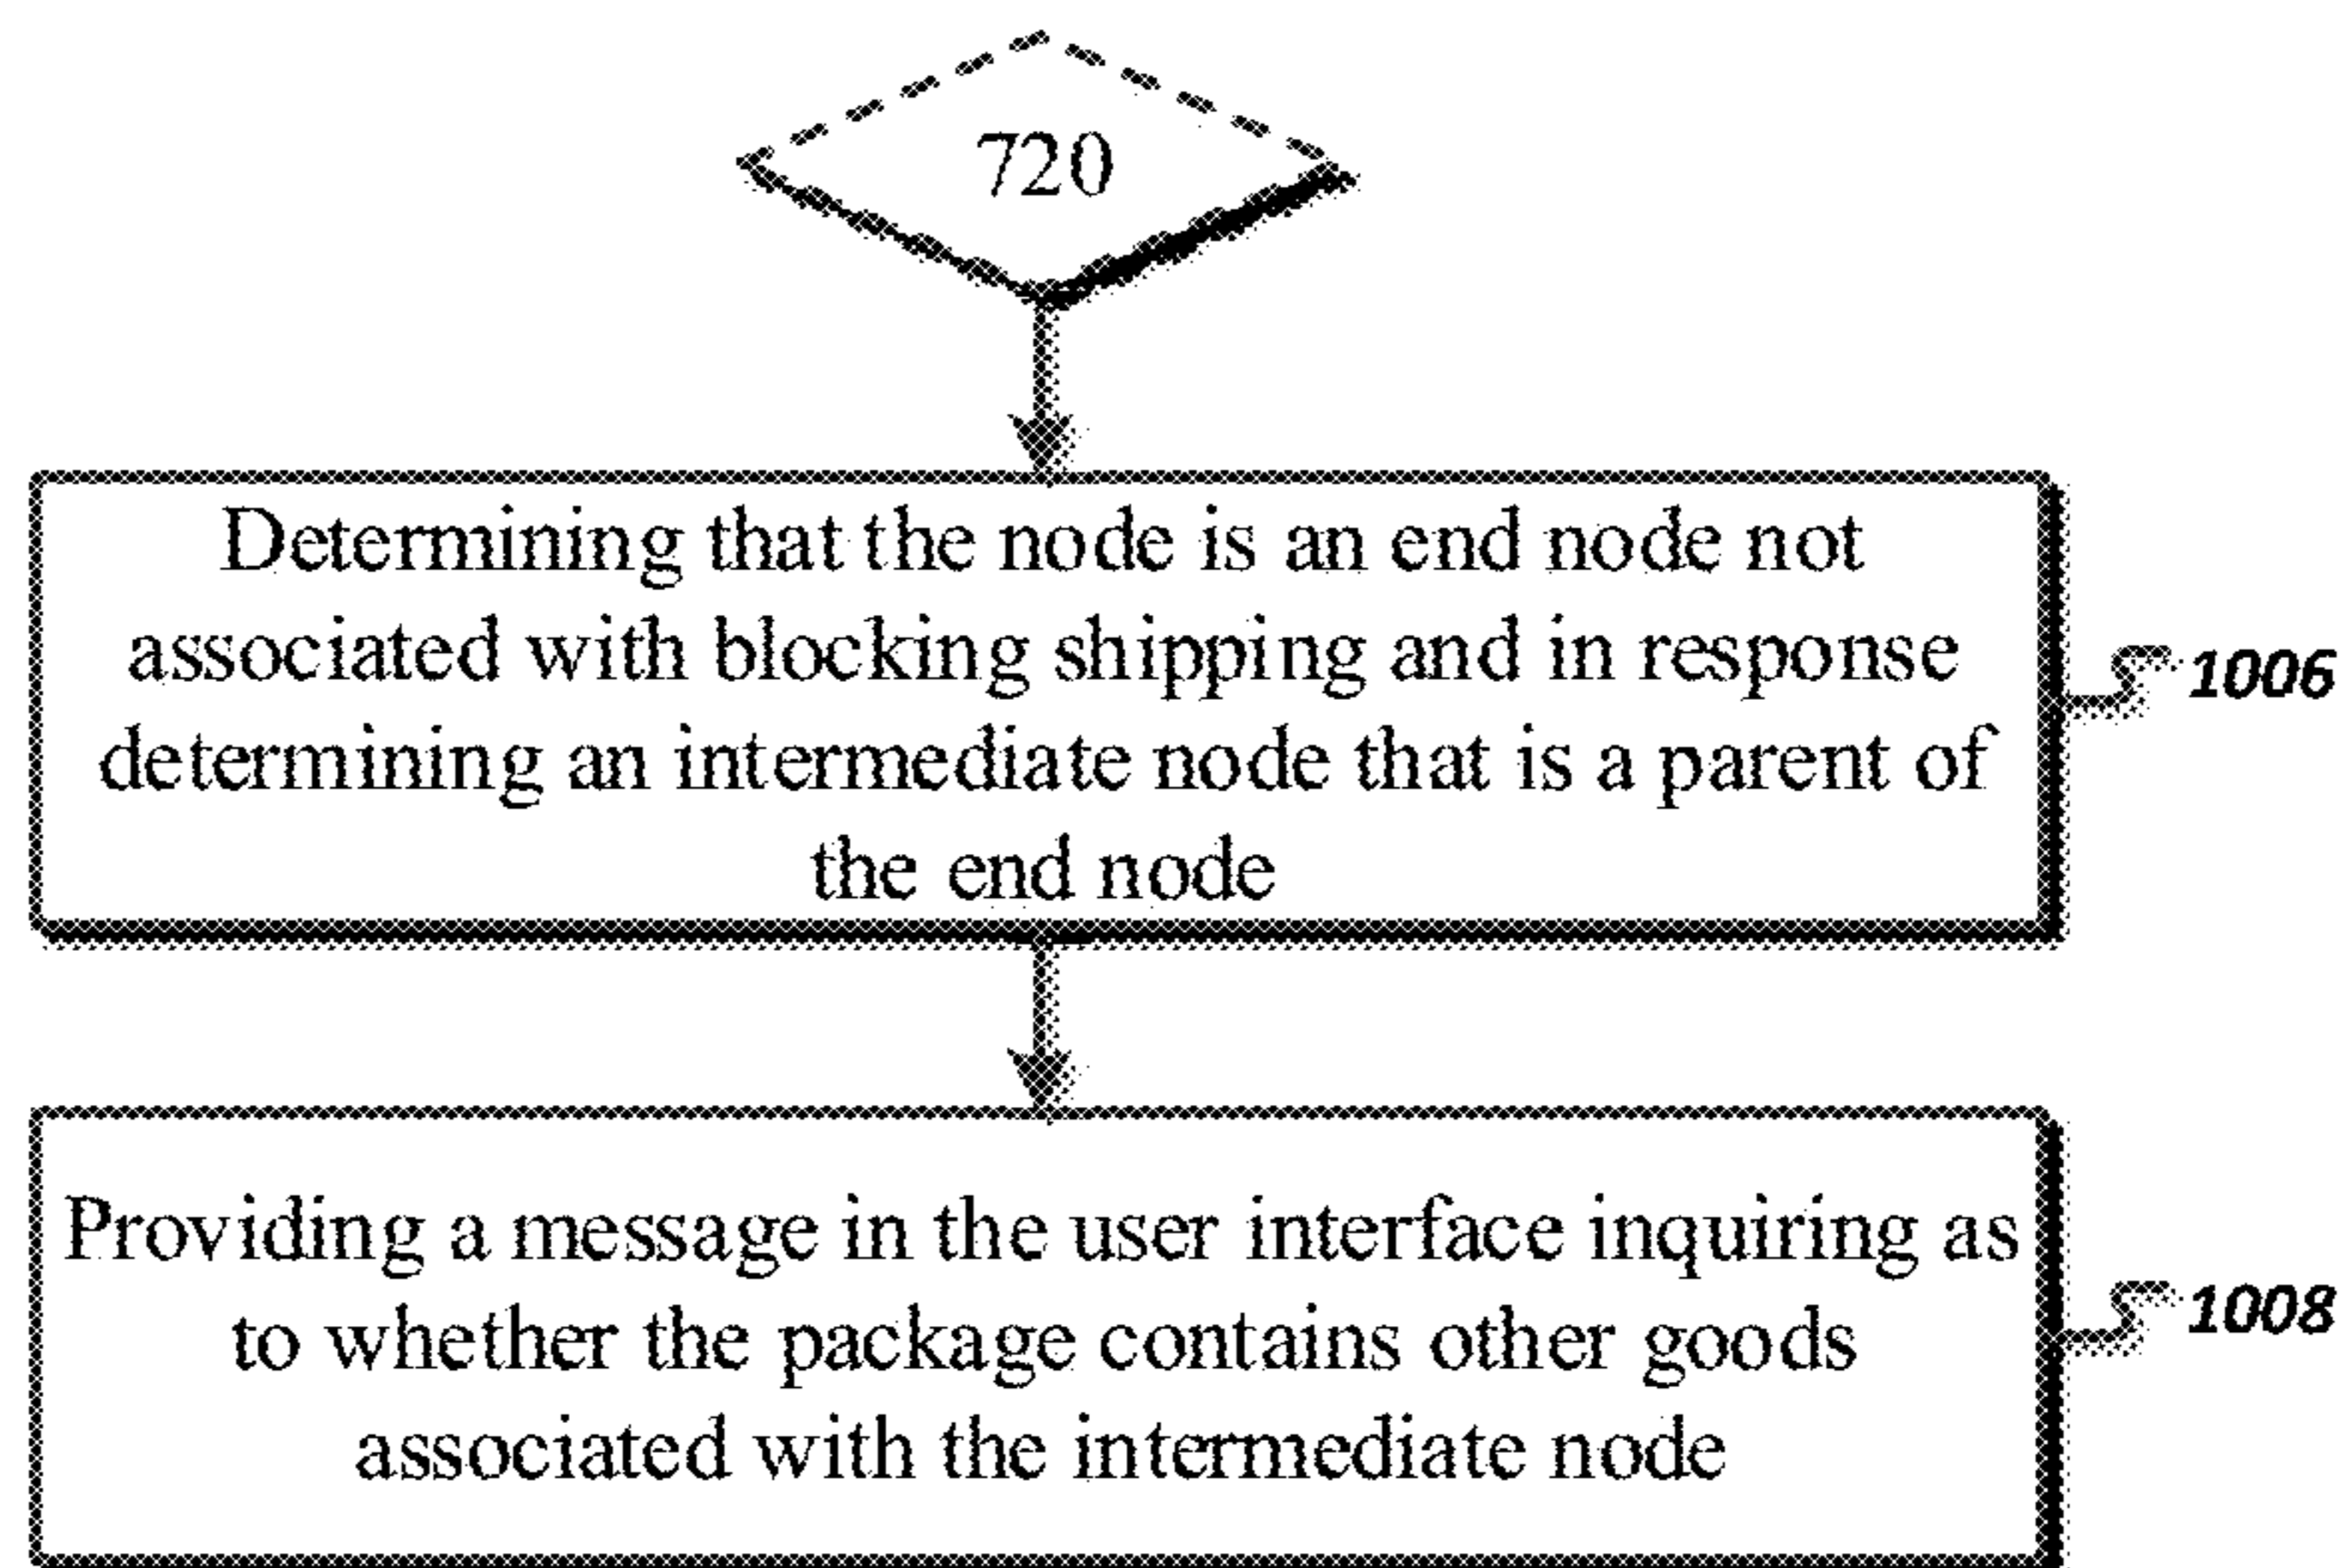 720
Determining that the node is an end node not
associated with blocking shipping and in response
determining an intermediate node that is a parent of
the end node
1006
Providing a message in the user interface inquiring as
to whether the package contains other goods
associated with the intermediate node
1008